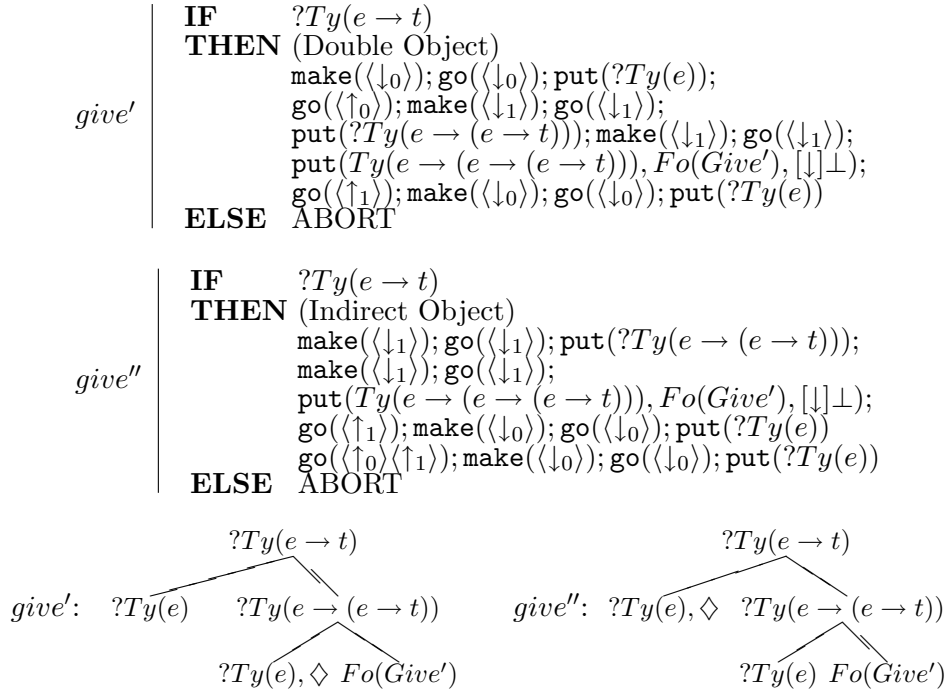 IF ?Ty(e → t)
THEN (Double Object)
make(⟨↓₀⟩); go(⟨↓₀⟩); put(?Ty(e));
go(⟨↑₀⟩); make(⟨↓₁⟩); go(⟨↓₁⟩);
give′ put(?Ty(e → (e → t))); make(⟨↓₁⟩); go(⟨↓₁⟩);
put(Ty(e → (e → (e → t))), Fo(Give′), [↓]⊥);
go(⟨↑₁⟩); make(⟨↓₀⟩); go(⟨↓₀⟩); put(?Ty(e))
ELSE ABORT
IF ?Ty(e → t)
THEN (Indirect Object)
make(⟨↓₁⟩); go(⟨↓₁⟩); put(?Ty(e → (e → t)));
give″ make(⟨↓₁⟩); go(⟨↓₁⟩);
put(Ty(e → (e → (e → t))), Fo(Give′), [↓]⊥);
go(⟨↑₁⟩); make(⟨↓₀⟩); go(⟨↓₀⟩); put(?Ty(e))
go(⟨↑₀⟩⟨↑₁⟩); make(⟨↓₀⟩); go(⟨↓₀⟩); put(?Ty(e))
ELSE ABORT
?Ty(e → t) ?Ty(e → t)
give′: ?Ty(e) ?Ty(e → (e → t)) give″: ?Ty(e), ◇ ?Ty(e → (e → t))
?Ty(e), ◇ Fo(Give′) ?Ty(e) Fo(Give′)